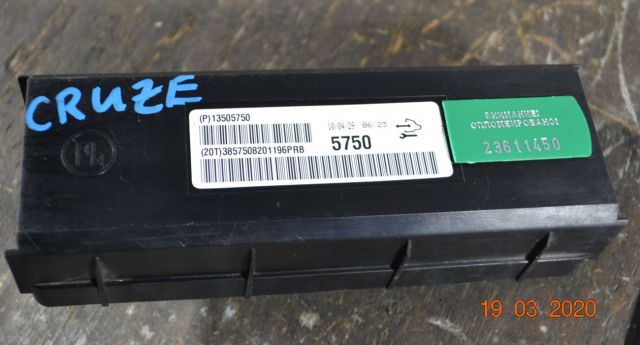 CRUZE
(P)13505750
10/04/29 06:23
(20T)3857508201196PRB
5750
ВНИМАНИЕ!
ОПЛОМБИРОВАНО!
23611450
19 03 2020